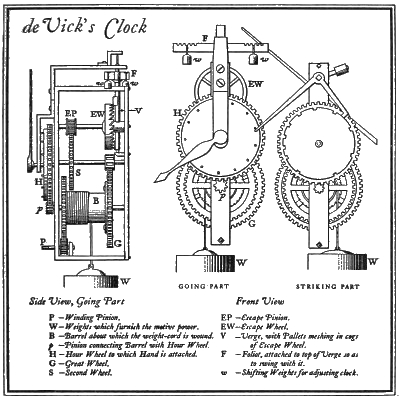 de Vick's Clock
F
w
w
EP
EW
V
S
H
p
B
P
G
W
F
w
w
EW
H
P
G
W
W
GOING PART
STRIKING PART
Side View, Going Part
P —Winding Pinion.
W—Weights which furnish the motive power.
B —Barrel about which the weight-cord is wound.
p —Pinion connecting Barrel with Hour Wheel.
H —Hour Wheel to which Hand is attached.
G —Great Wheel.
S —Second Wheel.
Front View
EP —Escape Pinion.
EW—Escape Wheel.
V —Verge, with Pallets meshing in cogs
of Escape Wheel.
F —Foliot, attached to top of Verge so as
to swing with it.
w —Shifting Weights for adjusting clock.